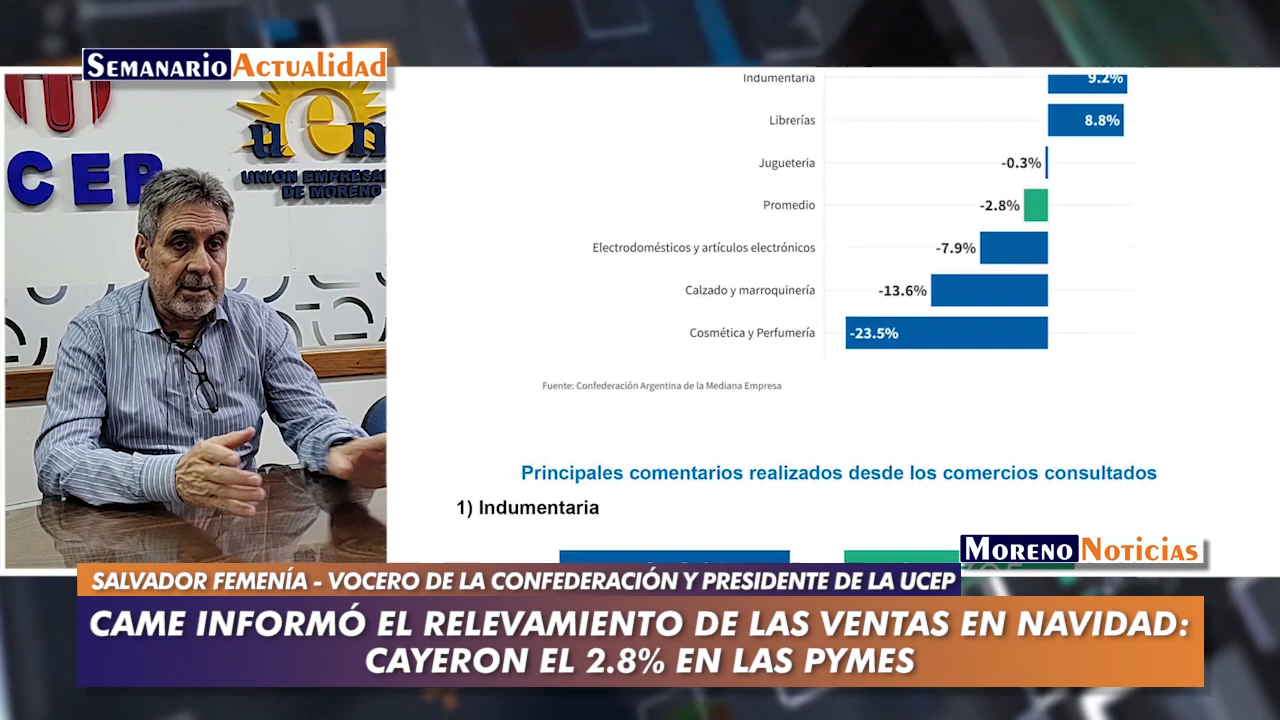 SEMANARIO ACTUALIDAD
CEP
uem
UNION EMPRESA
DE MORENO
Indumentaria 9.2%
Librerías 8.8%
Jugueteria -0.3%
Promedio -2.8%
Electrodomésticos y artículos electrónicos -7.9%
Calzado y marroquinería -13.6%
Cosmética y Perfumería -23.5%
Fuente: Confederación Argentina de la Mediana Empresa
Principales comentarios realizados desde los comercios consultados
1) Indumentaria
MORENO NOTICIAS
SALVADOR FEMENÍA - VOCERO DE LA CONFEDERACIÓN Y PRESIDENTE DE LA UCEP
CAME INFORMÓ EL RELEVAMIENTO DE LAS VENTAS EN NAVIDAD:
CAYERON EL 2.8% EN LAS PYMES